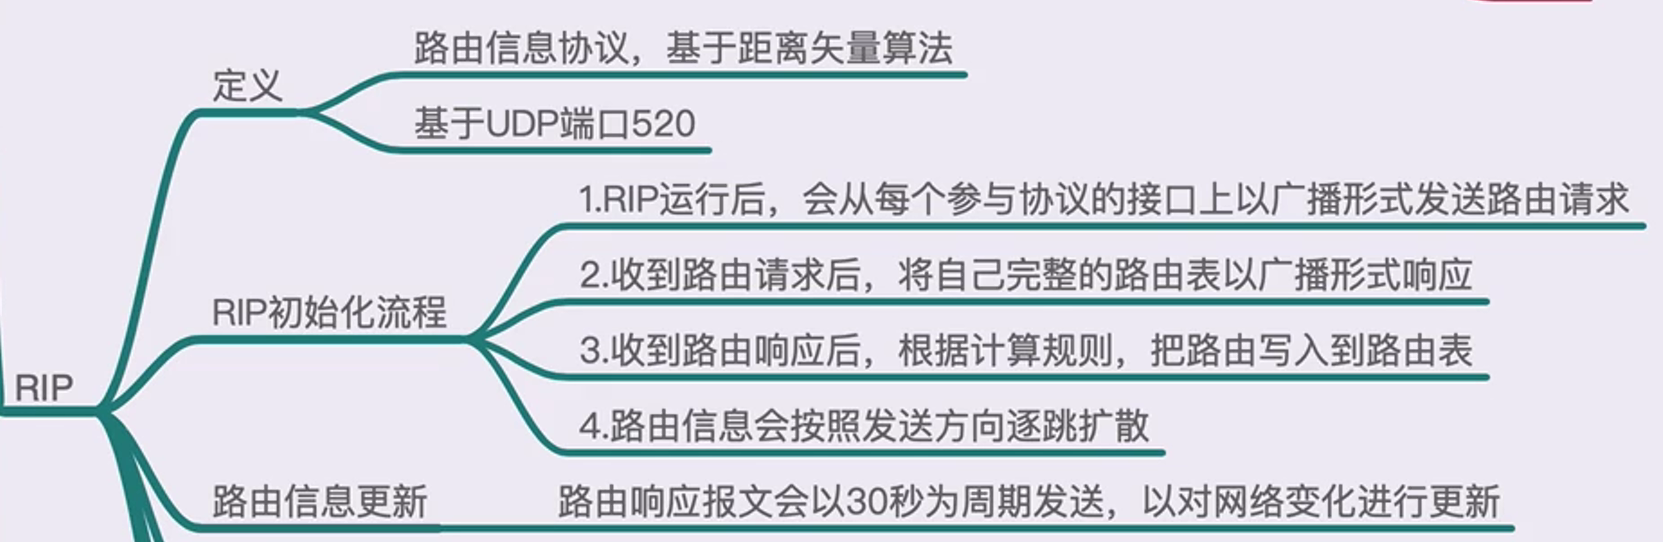 路由信息协议，基于距离矢量算法
定义
基于UDP端口520
1.RIP运行后，会从每个参与协议的接口上以广播形式发送路由请求
2.收到路由请求后，将自己完整的路由表以广播形式响应
RIP初始化流程
3.收到路由响应后，根据计算规则，把路由写入到路由表
RIP
4.路由信息会按照发送方向逐跳扩散
路由信息更新
路由响应报文会以30秒为周期发送，以对网络变化进行更新